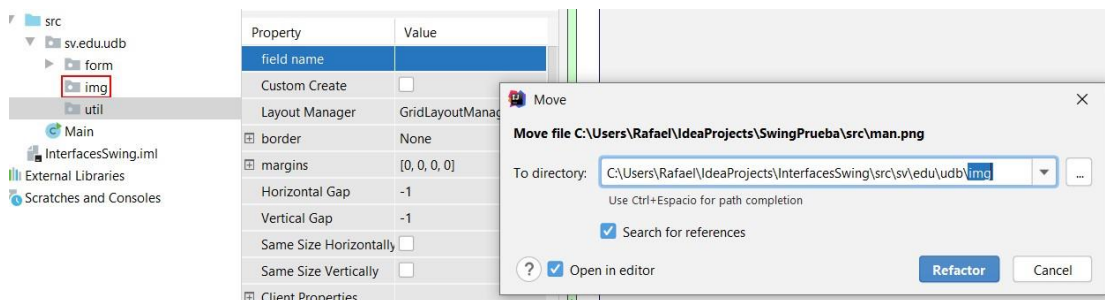 src
sv.edu.udb
form
img
util
Main
InterfacesSwing.iml
External Libraries
Scratches and Consoles
Property Value
field name
Custom Create
Layout Manager GridLayoutManag
border None
margins [0, 0, 0, 0]
Horizontal Gap -1
Vertical Gap -1
Same Size Horizontally
Same Size Vertically
Client Properties
Move
Move file C:\Users\Rafael\IdeaProjects\SwingPrueba\src\man.png
To directory: C:\Users\Rafael\IdeaProjects\InterfacesSwing\src\sv\edu\udb\img ...
Use Ctrl+Espacio for path completion
Search for references
? Open in editor Refactor Cancel